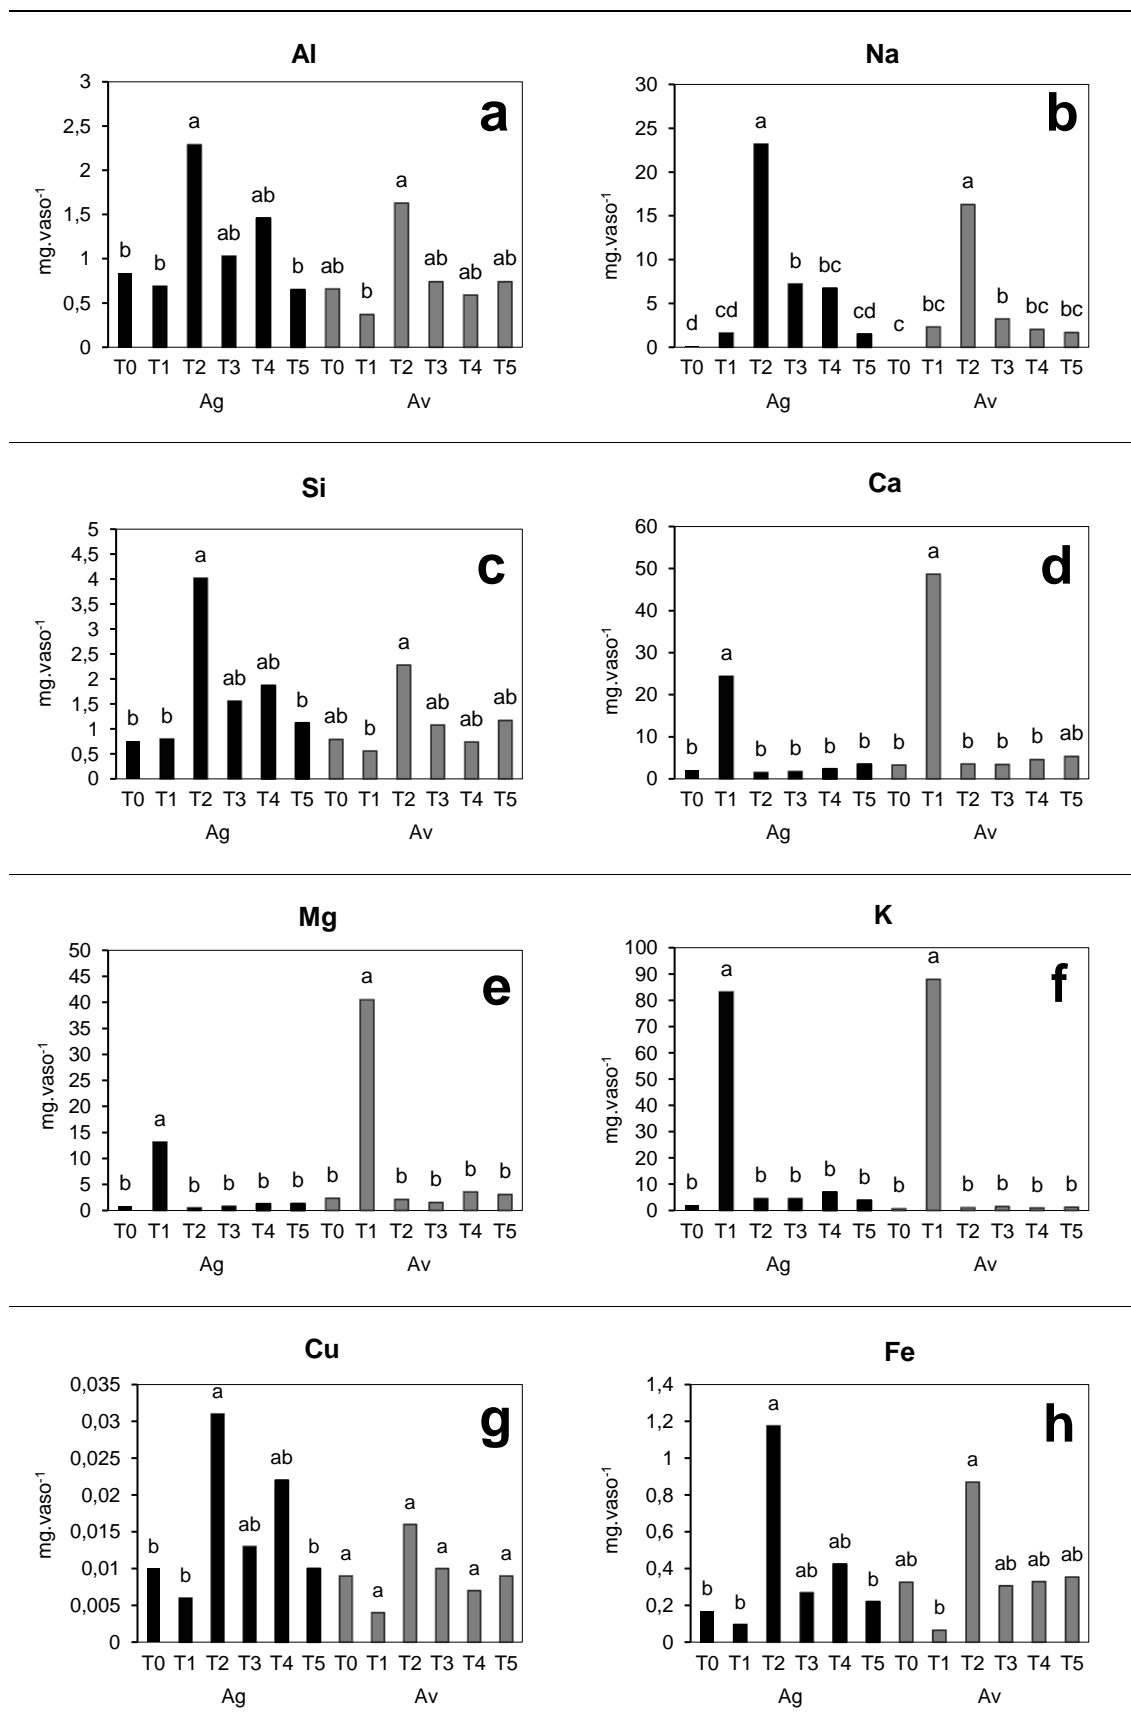 Al
3
2,5
2
1,5
1
0,5
0
mg.vaso-1
a
b b a ab ab b ab b a ab ab ab
T0 T1 T2 T3 T4 T5 T0 T1 T2 T3 T4 T5
Ag Av
Na
30
25
20
15
10
5
0
mg.vaso-1
b
d cd a b bc cd c bc a b bc bc
T0 T1 T2 T3 T4 T5 T0 T1 T2 T3 T4 T5
Ag Av
Si
5
4,5
4
3,5
3
2,5
2
1,5
1
0,5
0
mg.vaso-1
c
b b a ab ab b ab b a ab ab ab
T0 T1 T2 T3 T4 T5 T0 T1 T2 T3 T4 T5
Ag Av
Ca
60
50
40
30
20
10
0
mg.vaso-1
d
b a b b b b b a b b b ab
T0 T1 T2 T3 T4 T5 T0 T1 T2 T3 T4 T5
Ag Av
Mg
50
45
40
35
30
25
20
15
10
5
0
mg.vaso-1
e
b a b b b b b a b b b b
T0 T1 T2 T3 T4 T5 T0 T1 T2 T3 T4 T5
Ag Av
K
100
90
80
70
60
50
40
30
20
10
0
mg.vaso-1
f
b a b b b b b a b b b b
T0 T1 T2 T3 T4 T5 T0 T1 T2 T3 T4 T5
Ag Av
Cu
0,035
0,03
0,025
0,02
0,015
0,01
0,005
0
mg.vaso-1
g
b b a ab ab b a a a a a a
T0 T1 T2 T3 T4 T5 T0 T1 T2 T3 T4 T5
Ag Av
Fe
1,4
1,2
1
0,8
0,6
0,4
0,2
0
mg.vaso-1
h
b b a ab ab b ab b a ab ab ab
T0 T1 T2 T3 T4 T5 T0 T1 T2 T3 T4 T5
Ag Av